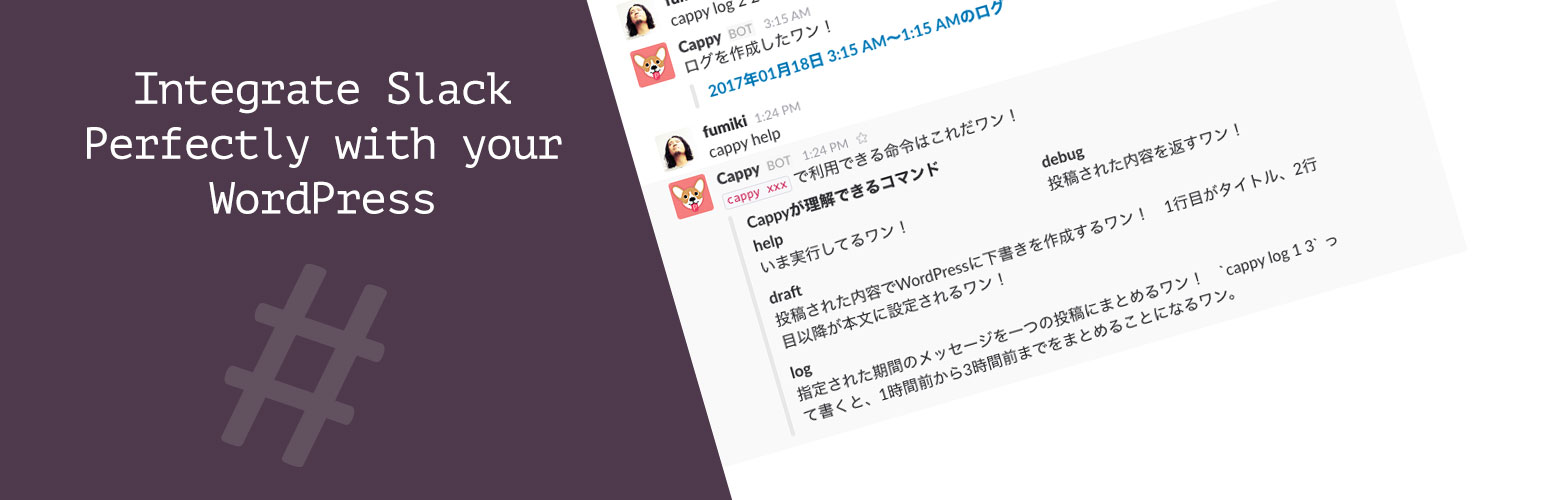 Integrate Slack
Perfectly with your
WordPress
cappy log 2 2
Cappy BOT 3:15 AM
ログを作成したワン！
2017年01月18日 3:15 AM〜1:15 AMのログ
fumiki 1:24 PM
cappy help
Cappy BOT 1:24 PM
cappy xxx で利用できる命令はこれだワン！
Cappyが理解できるコマンド
help
いま実行してるワン！
debug
投稿された内容を返すワン！
draft
投稿された内容でWordPressに下書きを作成するワン！　1行目がタイトル、2行
目以降が本文に設定されるワン！
log
指定された期間のメッセージを一つの投稿にまとめるワン！　`cappy log 1 3` っ
て書くと、1時間前から3時間前までをまとめることになるワン。